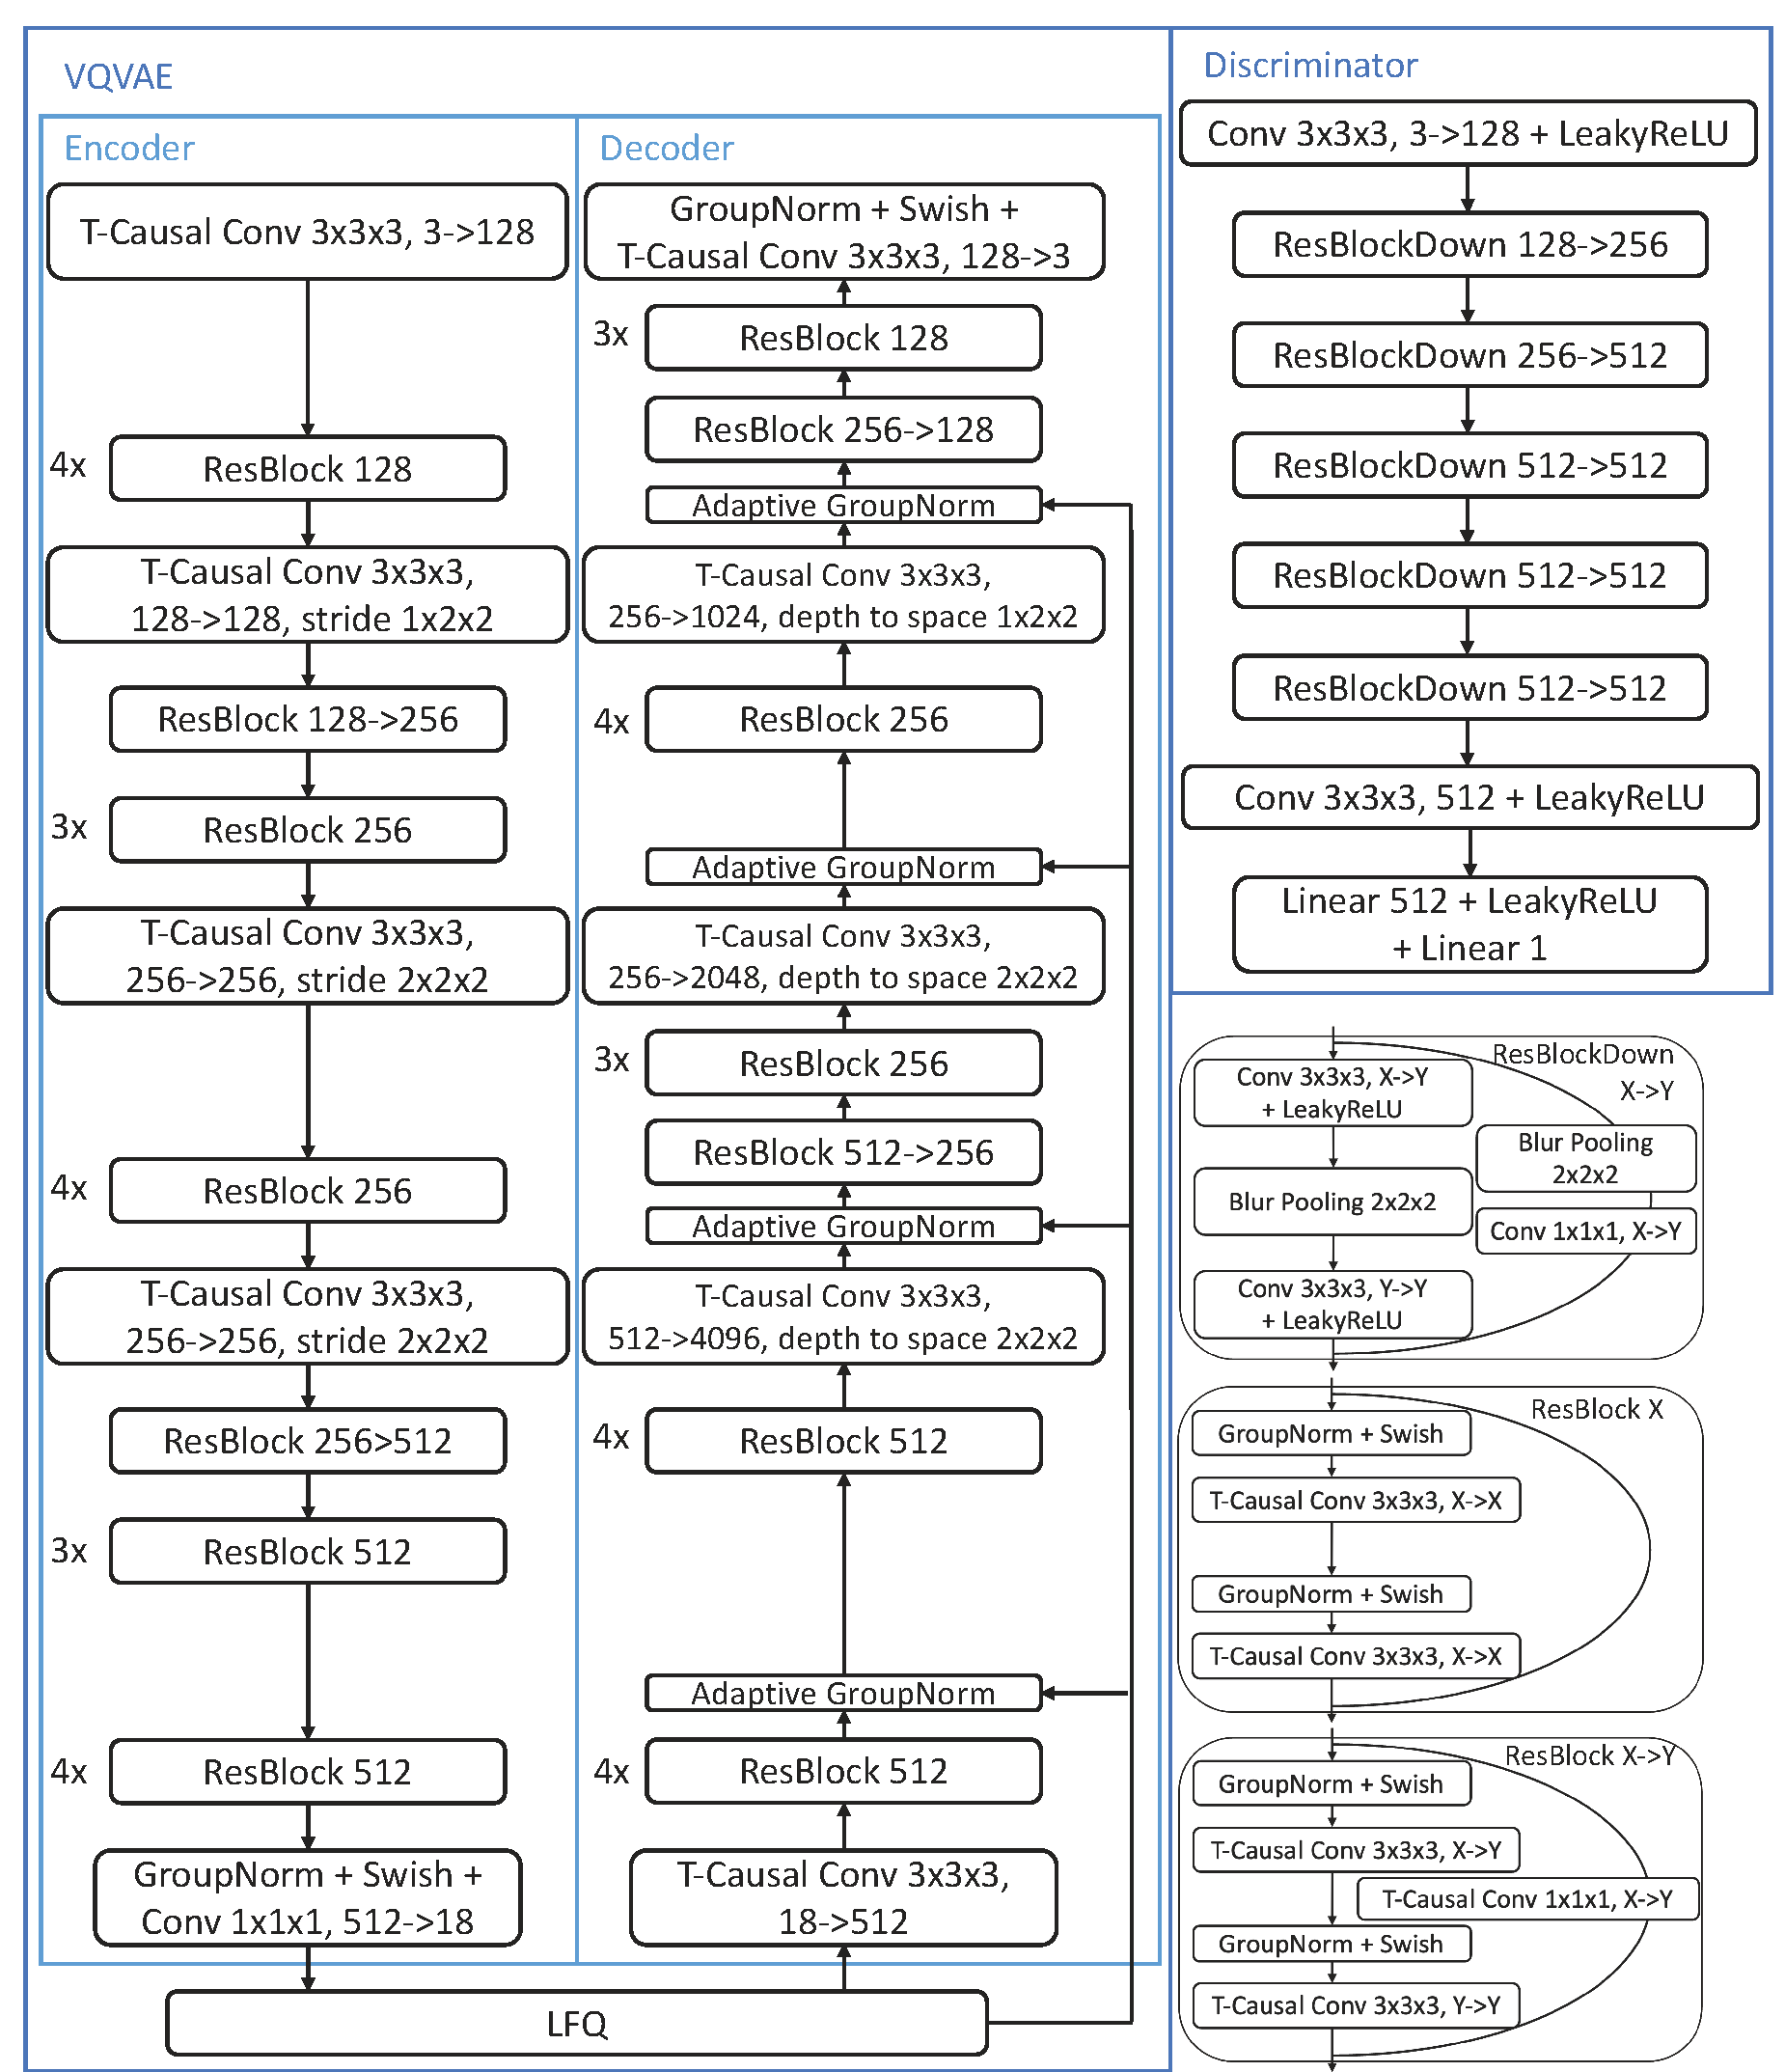 VQVAE
Encoder
T-Causal Conv 3x3x3, 3->128
4x
ResBlock 128
T-Causal Conv 3x3x3,
128->128, stride 1x2x2
ResBlock 128->256
3x
ResBlock 256
T-Causal Conv 3x3x3,
256->256, stride 2x2x2
4x
ResBlock 256
T-Causal Conv 3x3x3,
256->256, stride 2x2x2
ResBlock 256>512
3x
ResBlock 512
4x
ResBlock 512
GroupNorm + Swish +
Conv 1x1x1, 512->18
LFQ
Decoder
GroupNorm + Swish +
T-Causal Conv 3x3x3, 128->3
3x
ResBlock 128
ResBlock 256->128
Adaptive GroupNorm
T-Causal Conv 3x3x3,
256->1024, depth to space 1x2x2
4x
ResBlock 256
Adaptive GroupNorm
T-Causal Conv 3x3x3,
256->2048, depth to space 2x2x2
3x
ResBlock 256
ResBlock 512->256
Adaptive GroupNorm
T-Causal Conv 3x3x3,
512->4096, depth to space 2x2x2
4x
ResBlock 512
Adaptive GroupNorm
4x
ResBlock 512
T-Causal Conv 3x3x3,
18->512
Discriminator
Conv 3x3x3, 3->128 + LeakyReLU
ResBlockDown 128->256
ResBlockDown 256->512
ResBlockDown 512->512
ResBlockDown 512->512
ResBlockDown 512->512
Conv 3x3x3, 512 + LeakyReLU
Linear 512 + LeakyReLU
+ Linear 1
ResBlockDown
X->Y
Conv 3x3x3, X->Y
+ LeakyReLU
Blur Pooling
2x2x2
Blur Pooling 2x2x2
Conv 1x1x1, X->Y
Conv 3x3x3, Y->Y
+ LeakyReLU
ResBlock X
GroupNorm + Swish
T-Causal Conv 3x3x3, X->X
GroupNorm + Swish
T-Causal Conv 3x3x3, X->X
ResBlock X->Y
GroupNorm + Swish
T-Causal Conv 3x3x3, X->Y
T-Causal Conv 1x1x1, X->Y
GroupNorm + Swish
T-Causal Conv 3x3x3, Y->Y